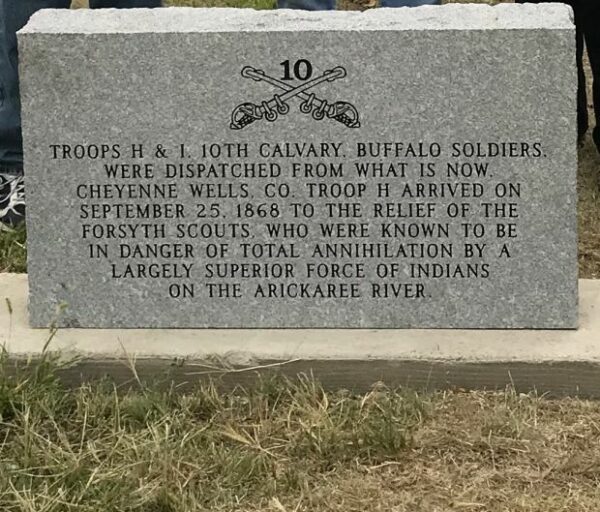 10
TROOPS H & I, 10TH CALVARY, BUFFALO SOLDIERS,
WERE DISPATCHED FROM WHAT IS NOW,
CHEYENNE WELLS, CO. TROOP H ARRIVED ON
SEPTEMBER 25, 1868 TO THE RELIEF OF THE
FORSYTH SCOUTS, WHO WERE KNOWN TO BE
IN DANGER OF TOTAL ANNIHILATION BY A
LARGELY SUPERIOR FORCE OF INDIANS
ON THE ARICKAREE RIVER.